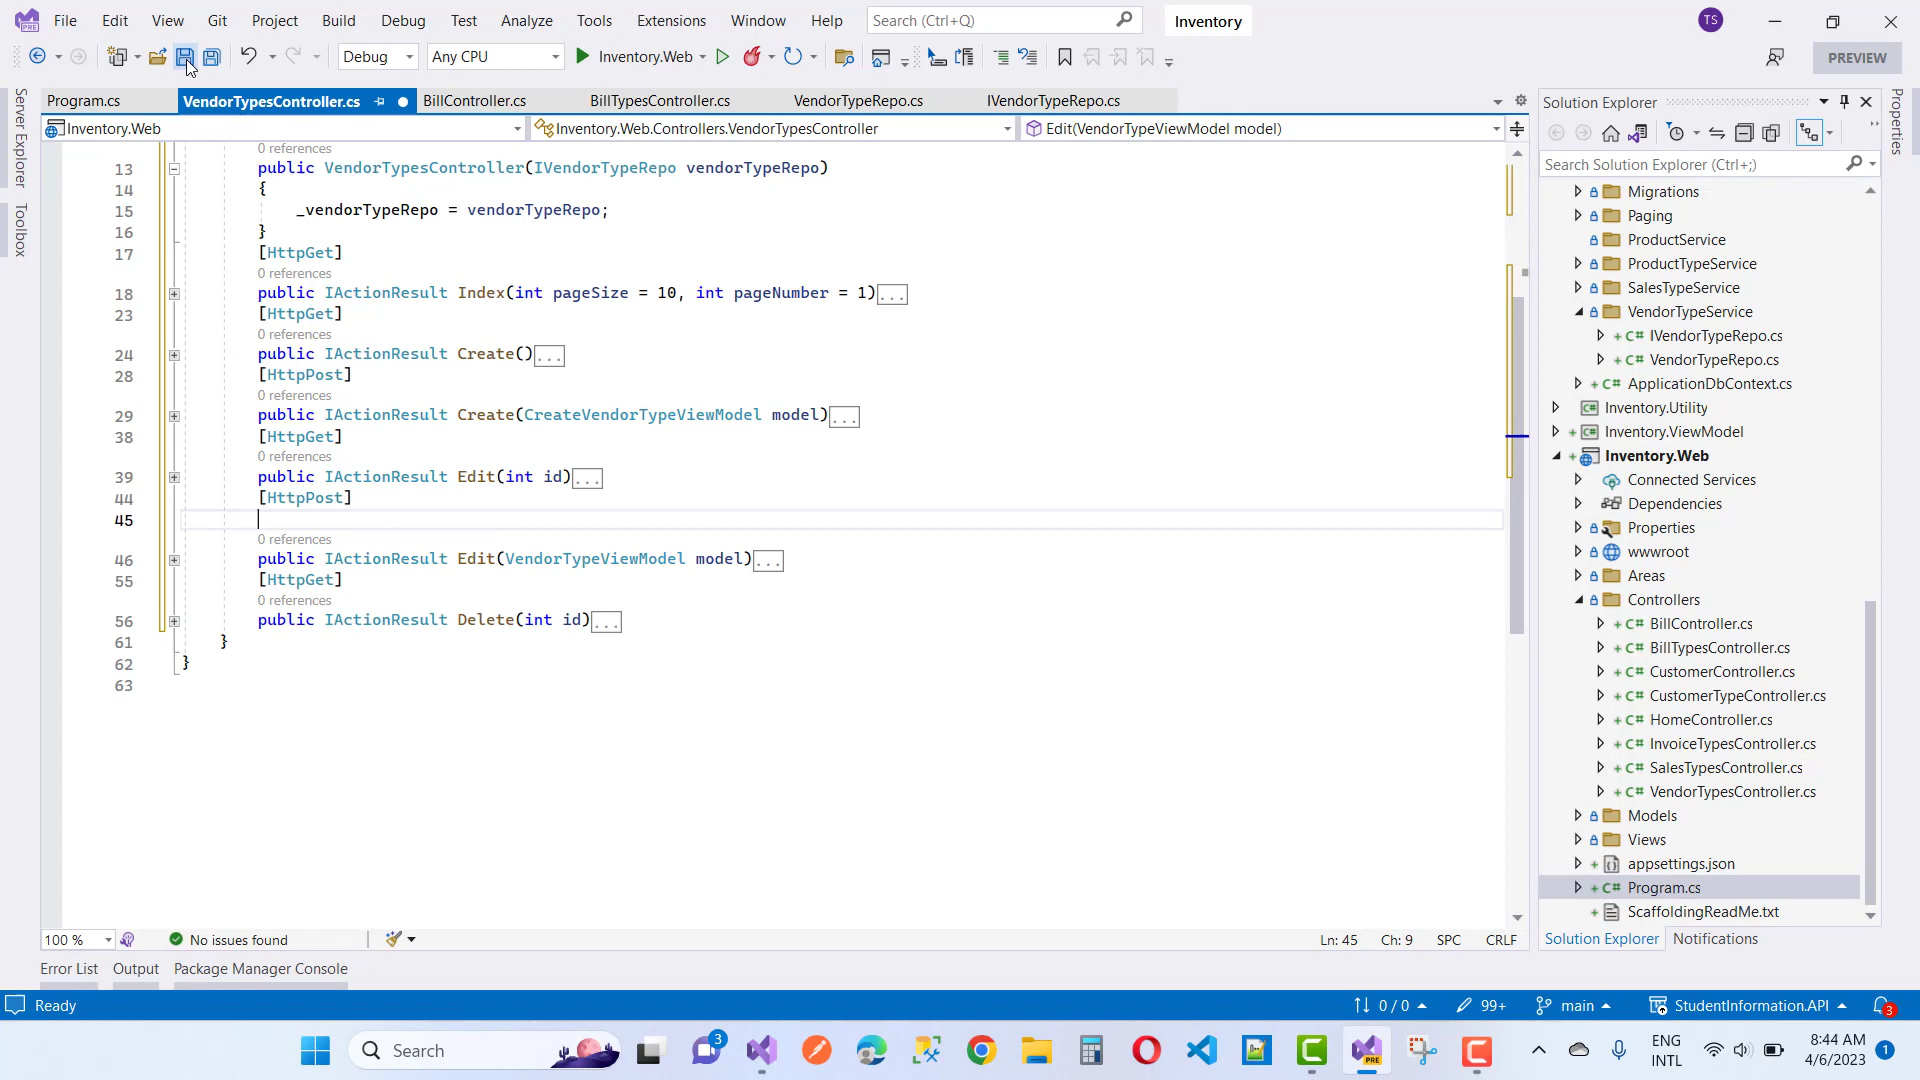 File Edit View Git Project Build Debug Test Analyze Tools Extensions Window Help Search (Ctrl+Q) Inventory TS
Debug Any CPU Inventory.Web PREVIEW
Server Explorer
Toolbox
Program.cs VendorTypesController.cs BillController.cs BillTypesController.cs VendorTypeRepo.cs IVendorTypeRepo.cs
Inventory.Web Inventory.Web.Controllers.VendorTypesController Edit(VendorTypeViewModel model)
0 references
13 public VendorTypesController(IVendorTypeRepo vendorTypeRepo)
14 {
15 _vendorTypeRepo = vendorTypeRepo;
16 }
17 [HttpGet]
0 references
18 public IActionResult Index(int pageSize = 10, int pageNumber = 1)...
23 [HttpGet]
0 references
24 public IActionResult Create()...
28 [HttpPost]
0 references
29 public IActionResult Create(CreateVendorTypeViewModel model)...
38 [HttpGet]
0 references
39 public IActionResult Edit(int id)...
44 [HttpPost]
45
0 references
46 public IActionResult Edit(VendorTypeViewModel model)...
55 [HttpGet]
0 references
56 public IActionResult Delete(int id)...
61 }
62 }
63
100 % No issues found Ln: 45 Ch: 9 SPC CRLF
Error List Output Package Manager Console
Solution Explorer
Search Solution Explorer (Ctrl+;)
Migrations
Paging
ProductService
ProductTypeService
SalesTypeService
VendorTypeService
C# IVendorTypeRepo.cs
C# VendorTypeRepo.cs
C# ApplicationDbContext.cs
Inventory.Utility
Inventory.ViewModel
Inventory.Web
Connected Services
Dependencies
Properties
wwwroot
Areas
Controllers
C# BillController.cs
C# BillTypesController.cs
C# CustomerController.cs
C# CustomerTypeController.cs
C# HomeController.cs
C# InvoiceTypesController.cs
C# SalesTypesController.cs
C# VendorTypesController.cs
Models
Views
appsettings.json
C# Program.cs
ScaffoldingReadMe.txt
Solution Explorer Notifications
Properties
Ready 0 / 0 99+ main StudentInformation.API 3
Search 3 PRE ENG INTL 8:44 AM 4/6/2023 1